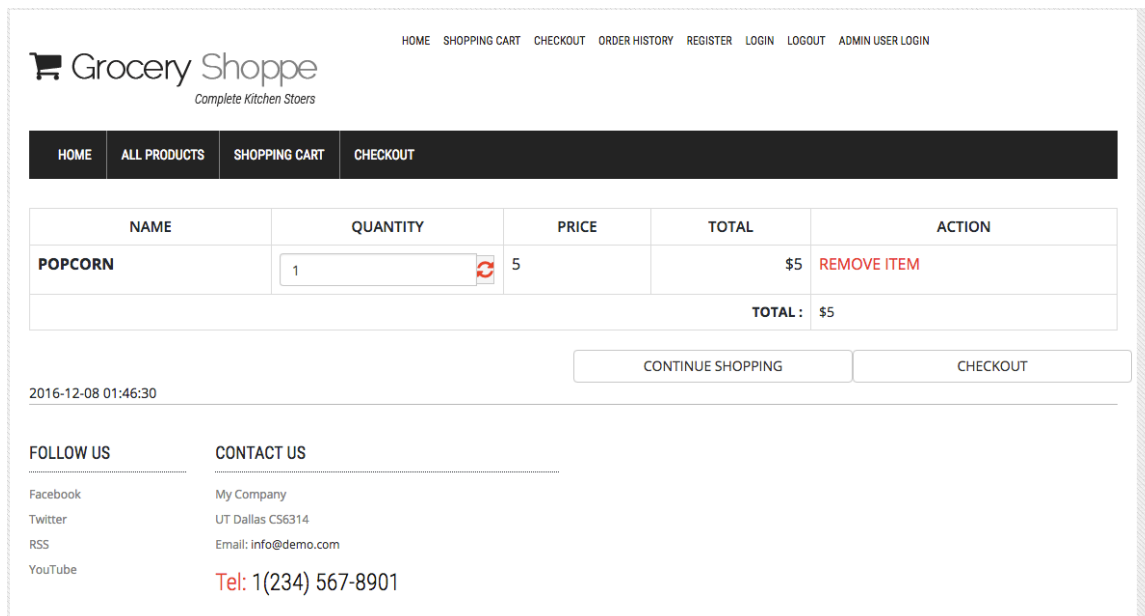 HOME SHOPPING CART CHECKOUT ORDER HISTORY REGISTER LOGIN LOGOUT ADMIN USER LOGIN
Grocery Shoppe
Complete Kitchen Stoers
HOME ALL PRODUCTS SHOPPING CART CHECKOUT
NAME QUANTITY PRICE TOTAL ACTION
POPCORN 1 5 $5 REMOVE ITEM
TOTAL : $5
CONTINUE SHOPPING CHECKOUT
2016-12-08 01:46:30
FOLLOW US CONTACT US
Facebook My Company
Twitter UT Dallas CS6314
RSS Email: info@demo.com
YouTube
Tel: 1(234) 567-8901